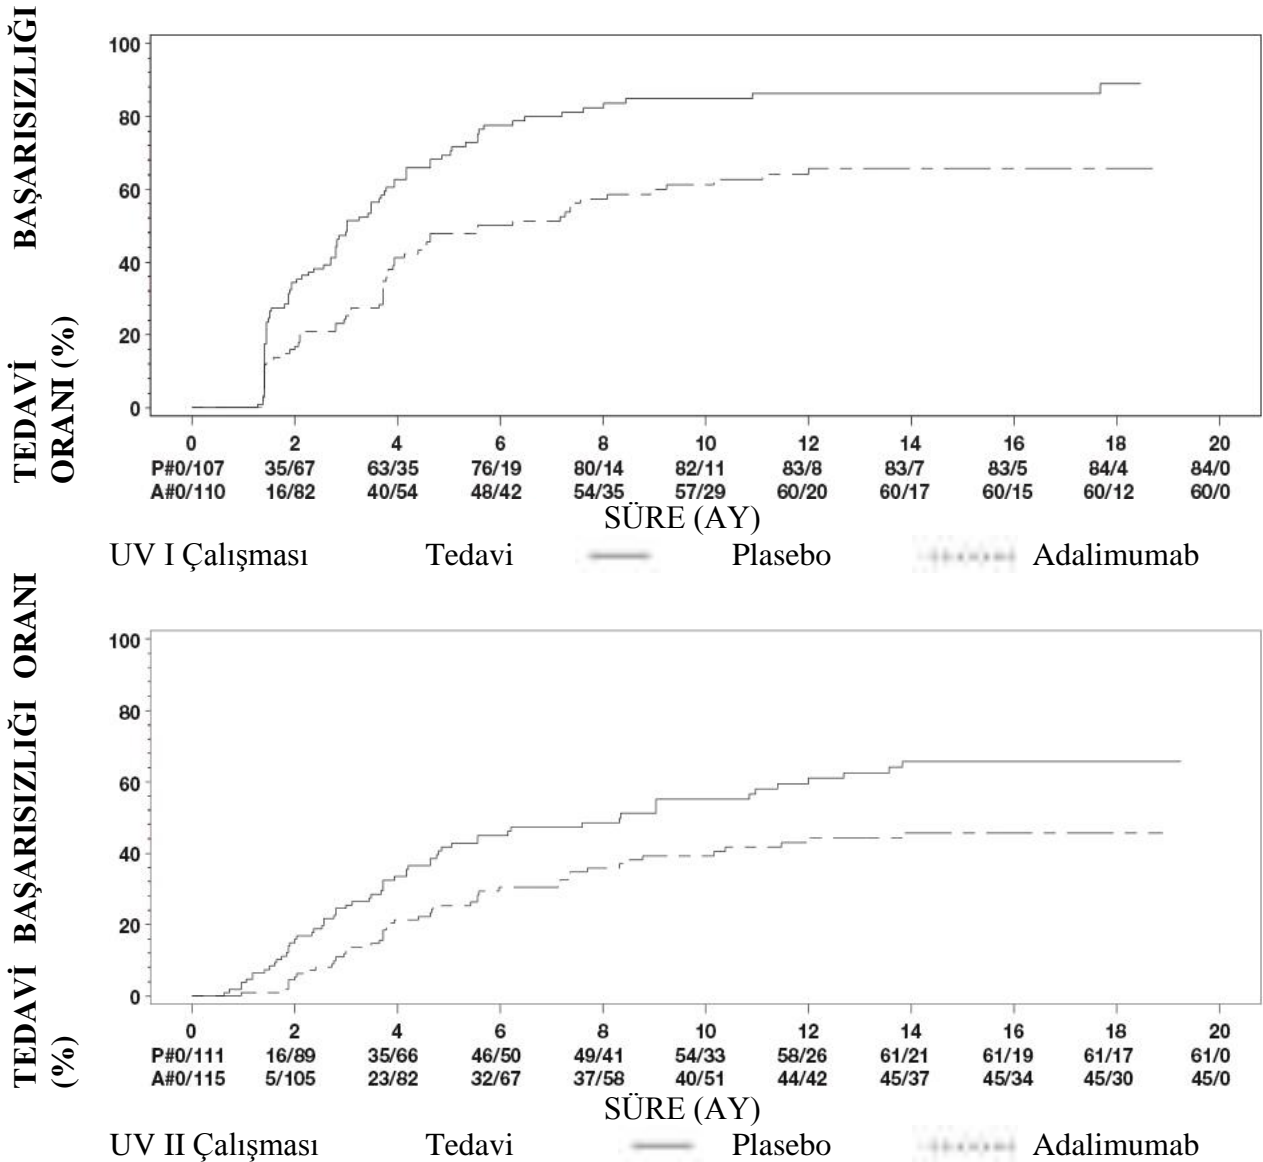 TEDAVİ BAŞARISIZLIĞI
ORANI (%)
100
80
60
40
20
0
0 2 4 6 8 10 12 14 16 18 20
P#0/107 35/67 63/35 76/19 80/14 82/11 83/8 83/7 83/5 84/4 84/0
A#0/110 16/82 40/54 48/42 54/35 57/29 60/20 60/17 60/15 60/12 60/0
SÜRE (AY)
UV I Çalışması Tedavi Plasebo Adalimumab
TEDAVİ BAŞARISIZLIĞI ORANI
(%)
100
80
60
40
20
0
0 2 4 6 8 10 12 14 16 18 20
P#0/111 16/89 35/66 46/50 49/41 54/33 58/26 61/21 61/19 61/17 61/0
A#0/115 5/105 23/82 32/67 37/58 40/51 44/42 45/37 45/34 45/30 45/0
SÜRE (AY)
UV II Çalışması Tedavi Plasebo Adalimumab